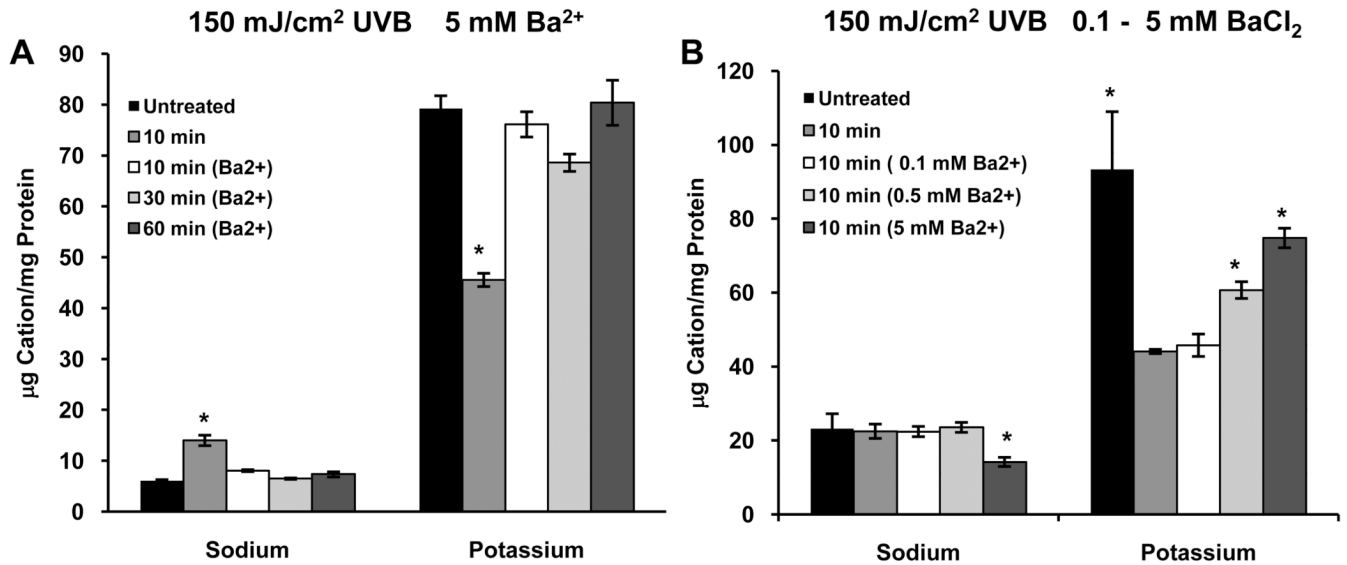 150 mJ/cm² UVB 5 mM Ba²⁺
A
90
80
70
60
50
40
30
20
10
0
µg Cation/mg Protein
Untreated
10 min
10 min (Ba2+)
30 min (Ba2+)
60 min (Ba2+)
*
*
Sodium
Potassium
150 mJ/cm² UVB 0.1 - 5 mM BaCl₂
B
120
100
80
60
40
20
0
µg Cation/mg Protein
Untreated
10 min
10 min ( 0.1 mM Ba2+)
10 min (0.5 mM Ba2+)
10 min (5 mM Ba2+)
*
*
*
*
Sodium
Potassium